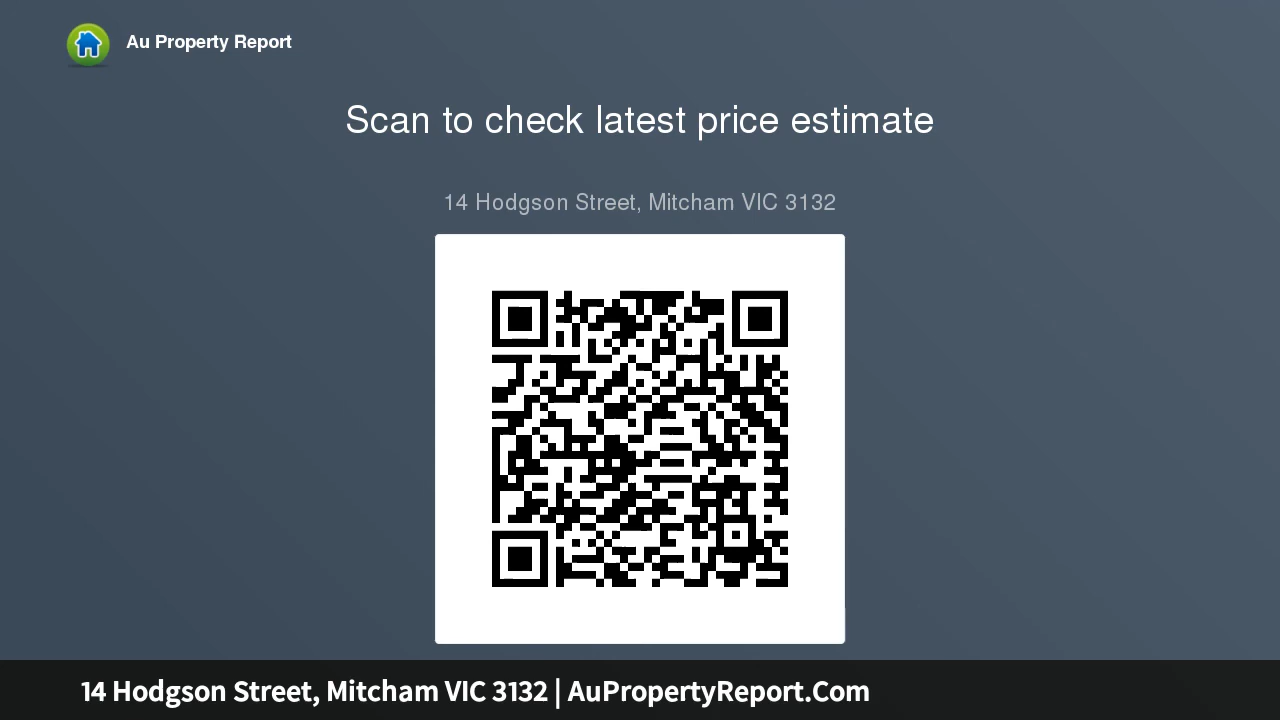 Au Property Report
Scan to check latest price estimate
14 Hodgson Street, Mitcham VIC 3132
14 Hodgson Street, Mitcham VIC 3132 | AuPropertyReport.Com